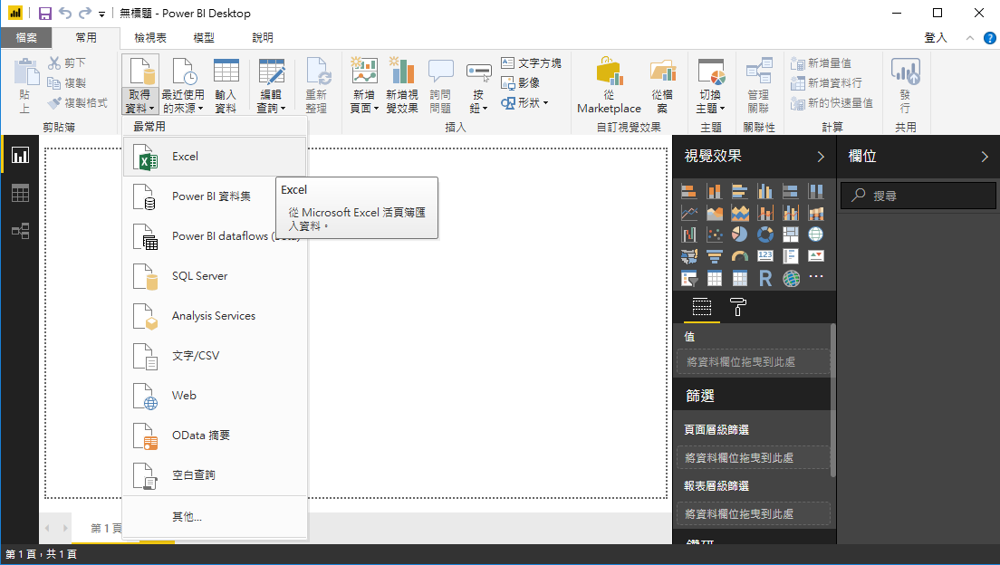 無標題 - Power BI Desktop
檔案
常用
檢視表
模型
說明
登入
?
貼上
剪下
複製
複製格式
剪貼簿
取得資料
最近使用的來源
輸入資料
編輯查詢
重新整理
新增頁面
新增視覺效果
詢問問題
按鈕
文字方塊
影像
形狀
插入
從 Marketplace
從檔案
自訂視覺效果
切換主題
主題
管理關聯
關聯性
新增量值
新增資料行
新的快速量值
計算
發行
共用
最常用
Excel
Power BI 資料集
Power BI dataflows
SQL Server
Analysis Services
文字/CSV
Web
OData 摘要
空白查詢
其他...
Excel
從 Microsoft Excel 活頁簿匯
入資料。
視覺效果
123
R
值
將資料欄位拖曳到此處
篩選
頁面層級篩選
將資料欄位拖曳到此處
報表層級篩選
將資料欄位拖曳到此處
欄位
搜尋
第 1 頁
第 1 頁，共 1 頁